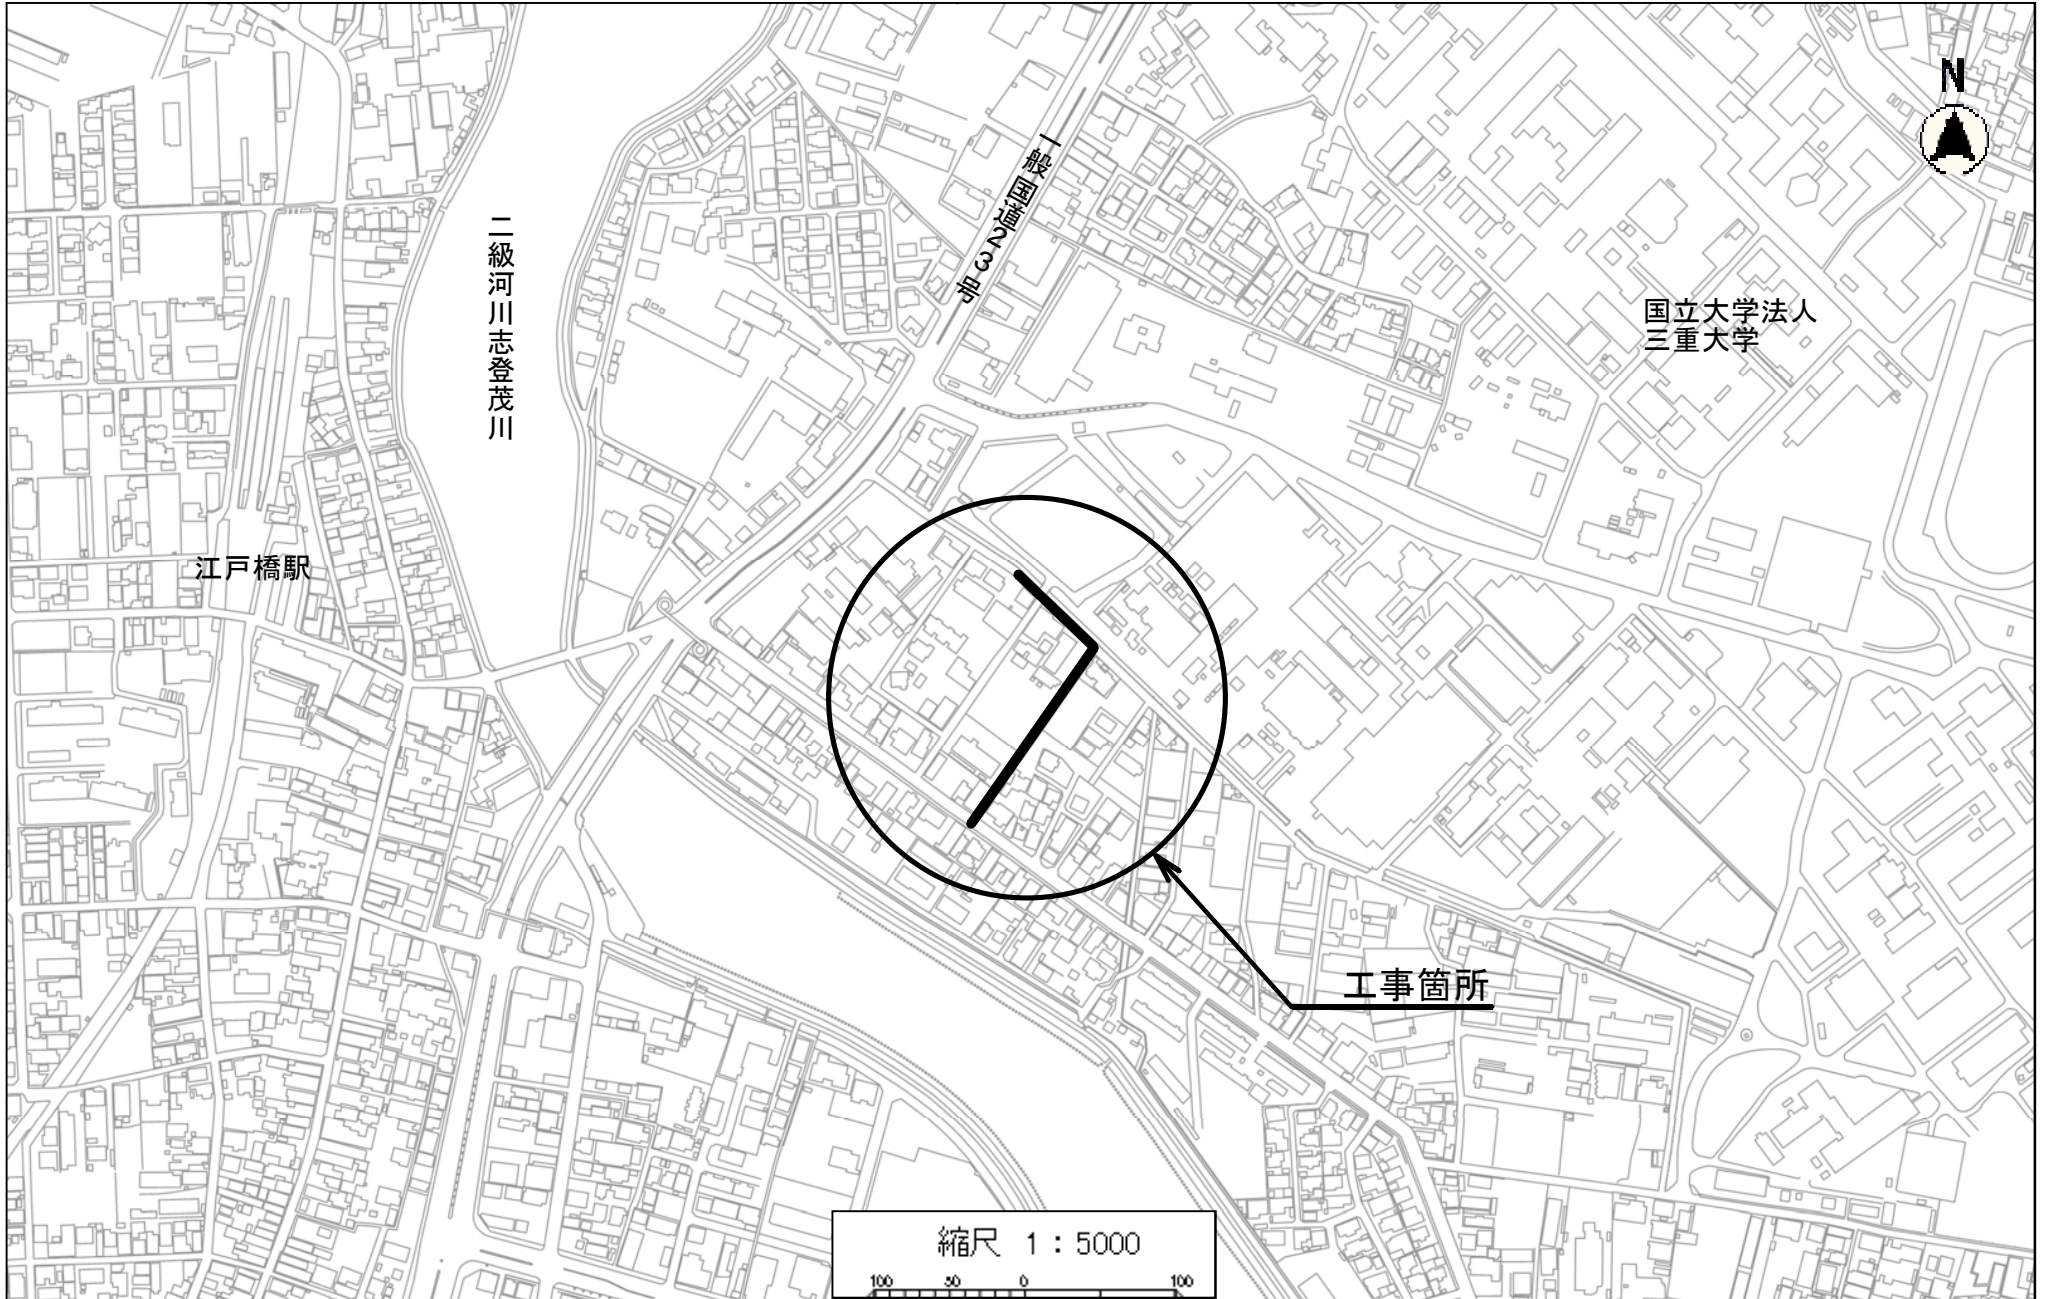 N
一般国道23号
二級河川志登茂川
国立大学法人
三重大学
江戸橋駅
工事箇所
縮尺 1:5000
100 50 0 100